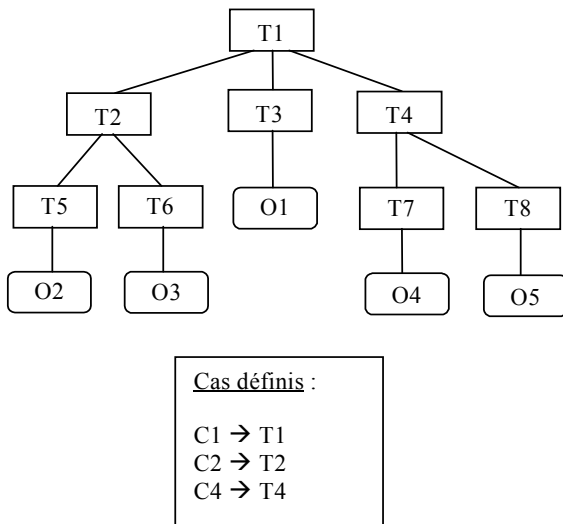 T1
T2
T3
T4
T5
T6
O1
T7
T8
O2
O3
O4
O5
Cas définis :
C1 → T1
C2 → T2
C4 → T4